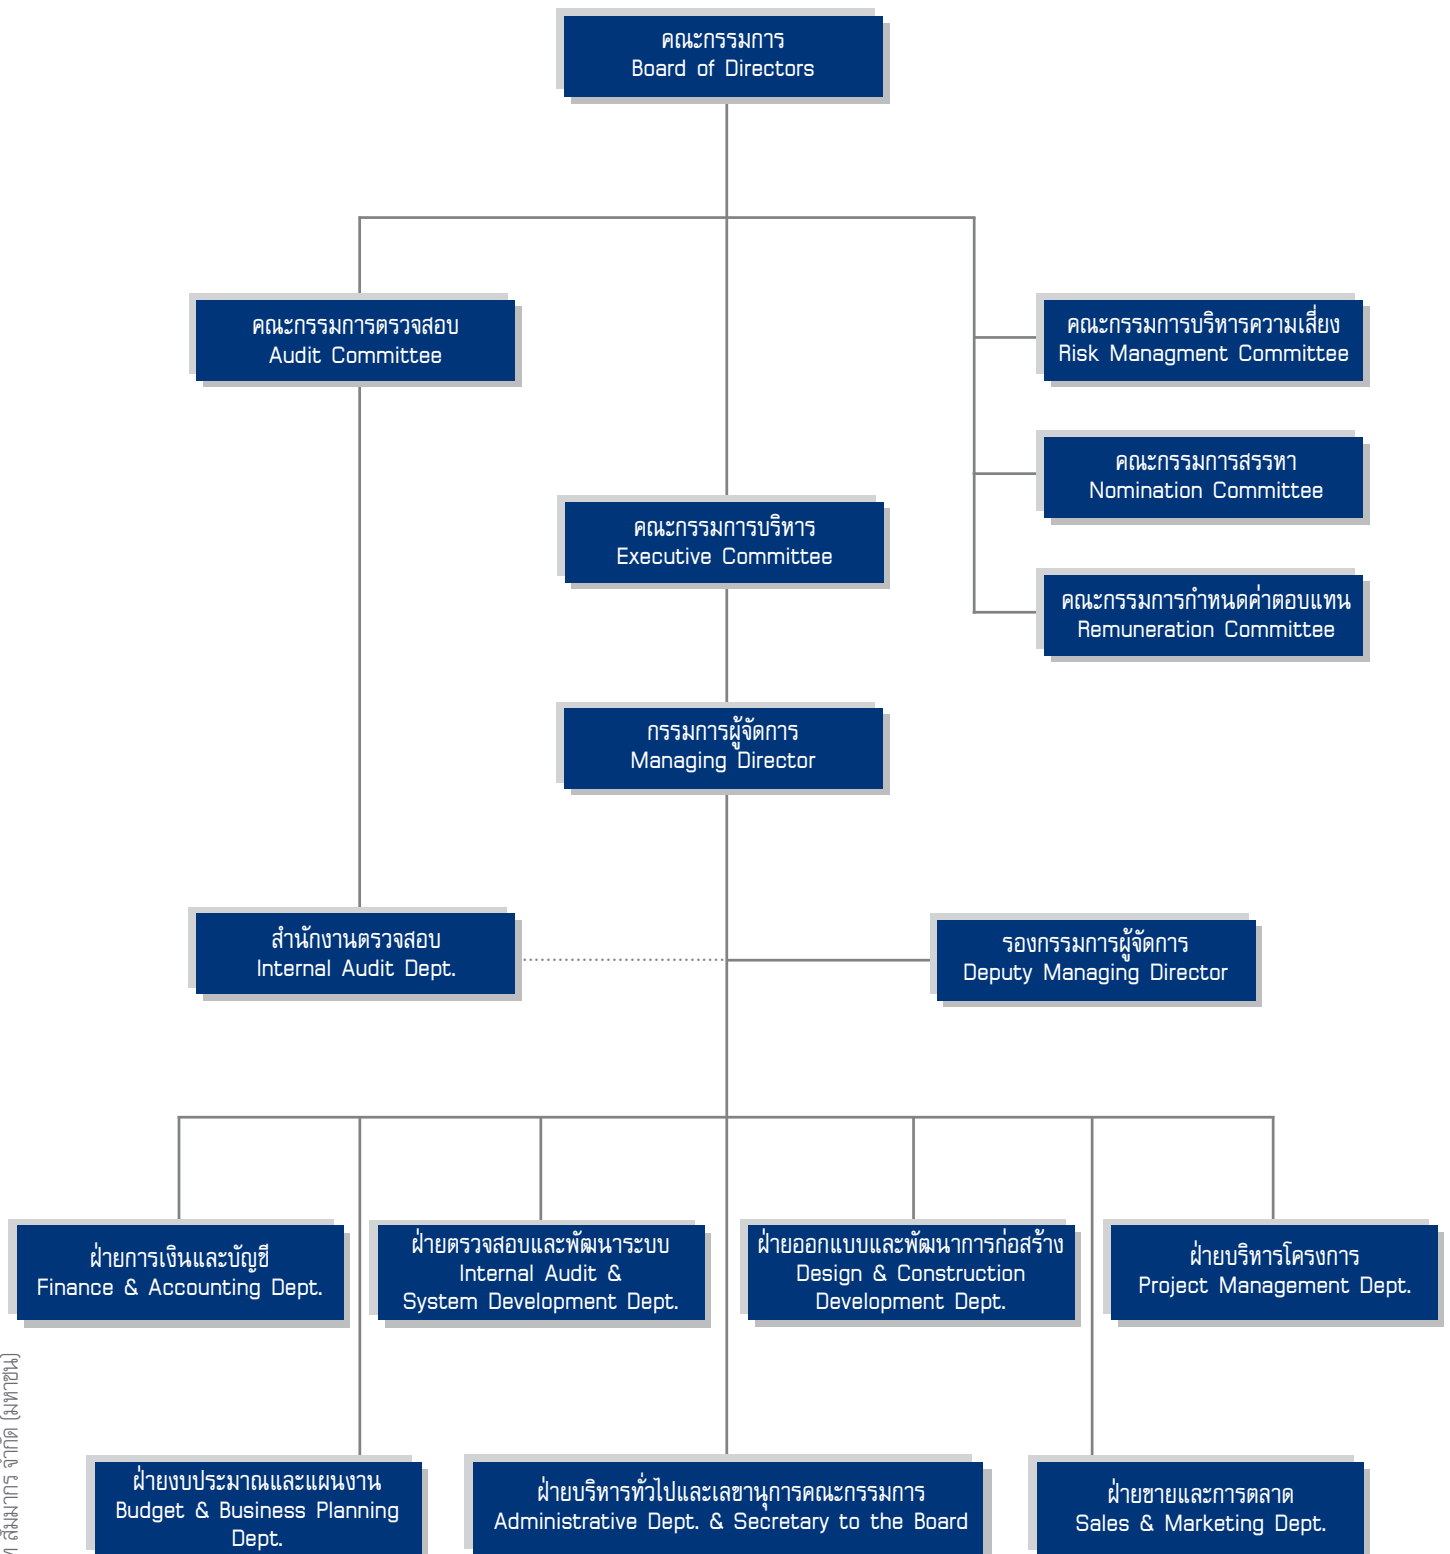 คณะกรรมการ
Board of Directors
คณะกรรมการตรวจสอบ
Audit Committee
คณะกรรมการบริหารความเสี่ยง
Risk Managment Committee
คณะกรรมการสรรหา
Nomination Committee
คณะกรรมการบริหาร
Executive Committee
คณะกรรมการกำหนดค่าตอบแทน
Remuneration Committee
กรรมการผู้จัดการ
Managing Director
สำนักงานตรวจสอบ
Internal Audit Dept.
รองกรรมการผู้จัดการ
Deputy Managing Director
ฝ่ายการเงินและบัญชี
Finance & Accounting Dept.
ฝ่ายตรวจสอบและพัฒนาระบบ
Internal Audit &
System Development Dept.
ฝ่ายออกแบบและพัฒนาการก่อสร้าง
Design & Construction
Development Dept.
ฝ่ายบริหารโครงการ
Project Management Dept.
ฝ่ายงบประมาณและแผนงาน
Budget & Business Planning
Dept.
ฝ่ายบริหารทั่วไปและเลขานุการคณะกรรมการ
Administrative Dept. & Secretary to the Board
ฝ่ายขายและการตลาด
Sales & Marketing Dept.
สัมมากร จำกัด (มหาชน)